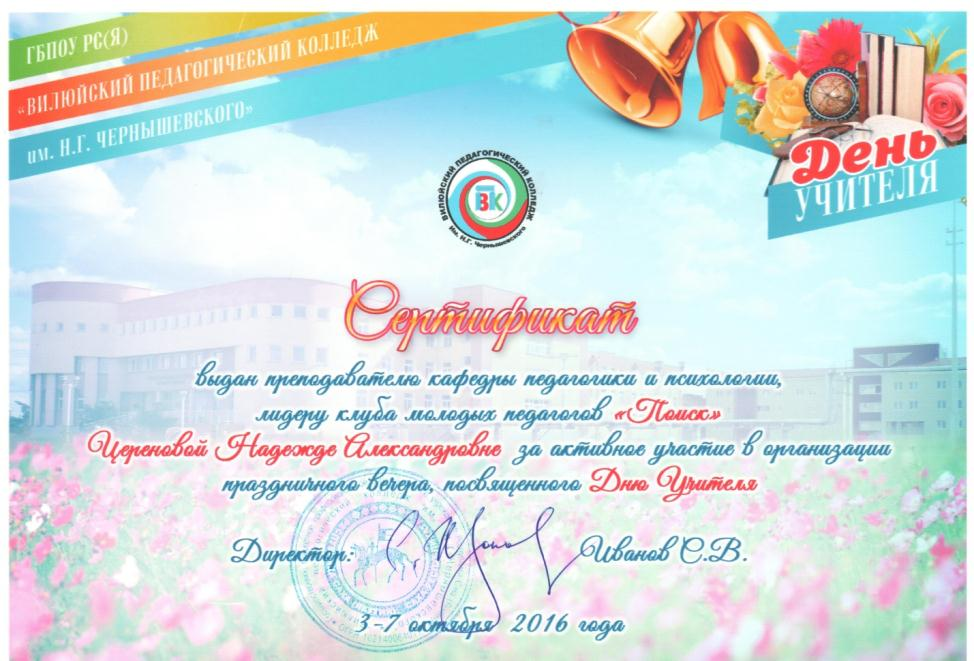 ГБПОУ РС(Я)
«ВИЛЮЙСКИЙ ПЕДАГОГИЧЕСКИЙ КОЛЛЕДЖ
им. Н.Г. ЧЕРНЫШЕВСКОГО»
День
УЧИТЕЛЯ
ВИЛЮЙСКИЙ ПЕДАГОГИЧЕСКИЙ КОЛЛЕДЖ
ВПК
им. Н.Г. Чернышевского
Сертификат
выдан преподавателю кафедры педагогики и психологии,
лидеру клуба молодых педагогов «Поиск»
Цереновой Надежде Александровне за активное участие в организации
праздничного вечера, посвященного Дню Учителя
Директор: Иванов С.В.
3-7 октября 2016 года